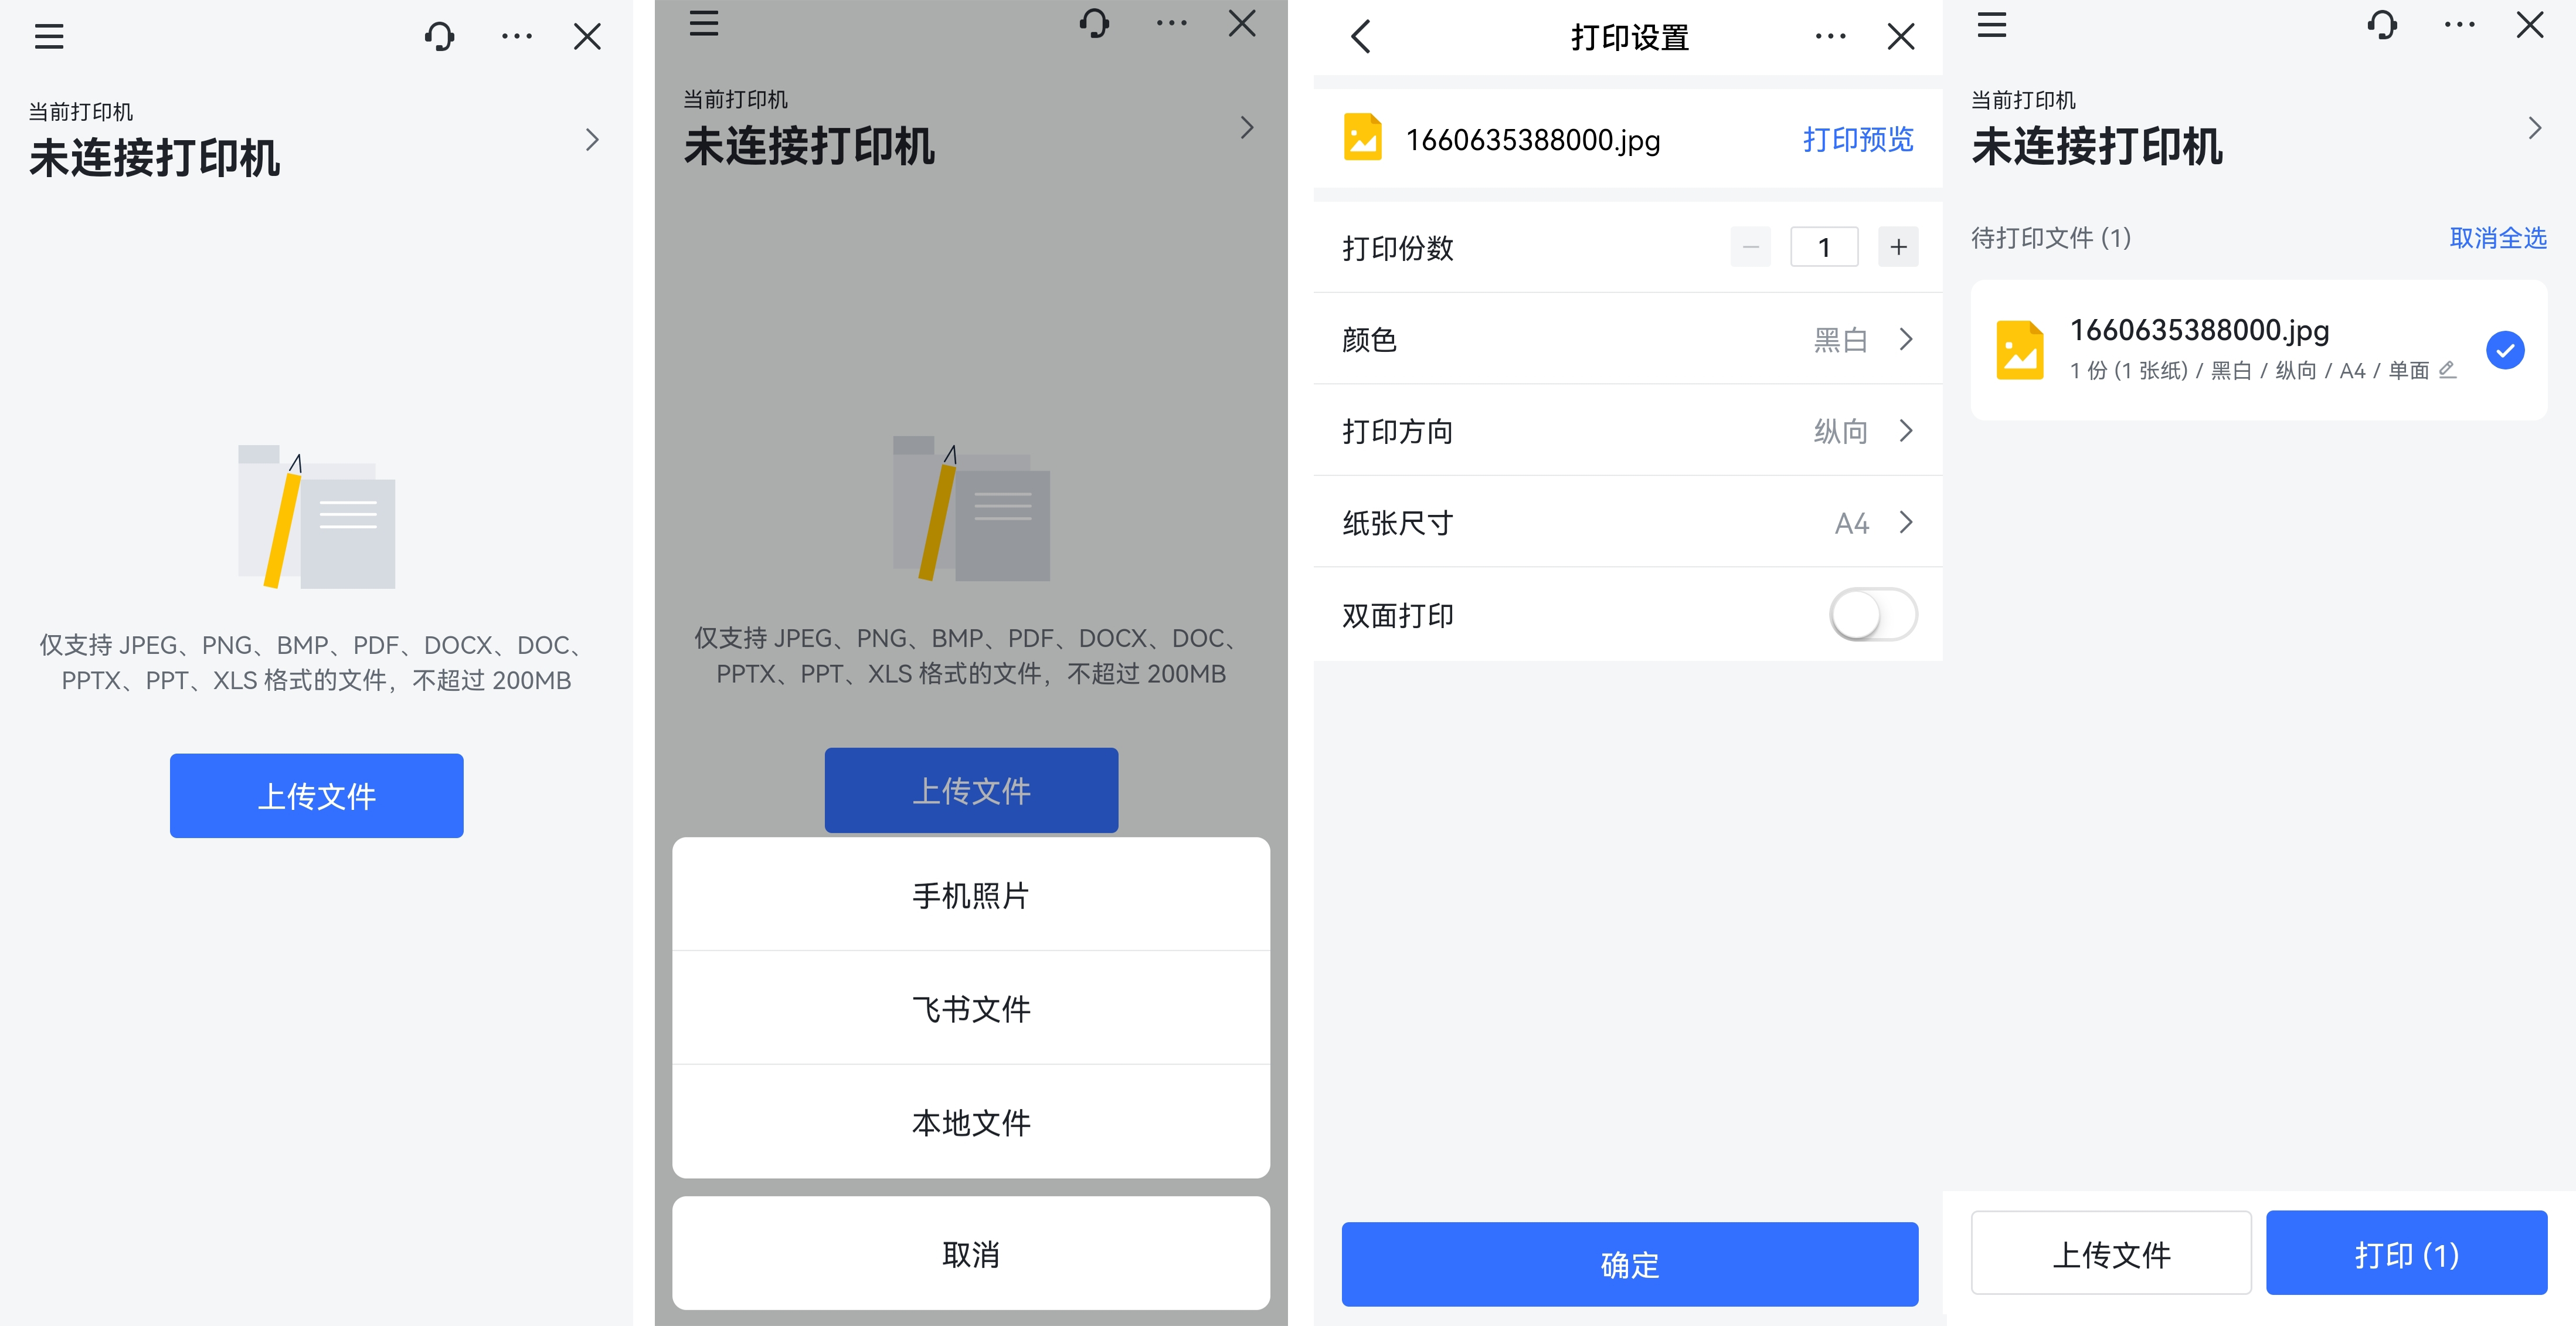 当前打印机
未连接打印机
仅支持 JPEG、PNG、BMP、PDF、DOCX、DOC、
PPTX、PPT、XLS 格式的文件，不超过 200MB
上传文件
当前打印机
未连接打印机
仅支持 JPEG、PNG、BMP、PDF、DOCX、DOC、
PPTX、PPT、XLS 格式的文件，不超过 200MB
上传文件
手机照片
飞书文件
本地文件
取消
打印设置
1660635388000.jpg 打印预览
打印份数 1
颜色 黑白
打印方向 纵向
纸张尺寸 A4
双面打印
确定
当前打印机
未连接打印机
待打印文件 (1) 取消全选
1660635388000.jpg
1 份 (1 张纸) / 黑白 / 纵向 / A4 / 单面
上传文件 打印 (1)